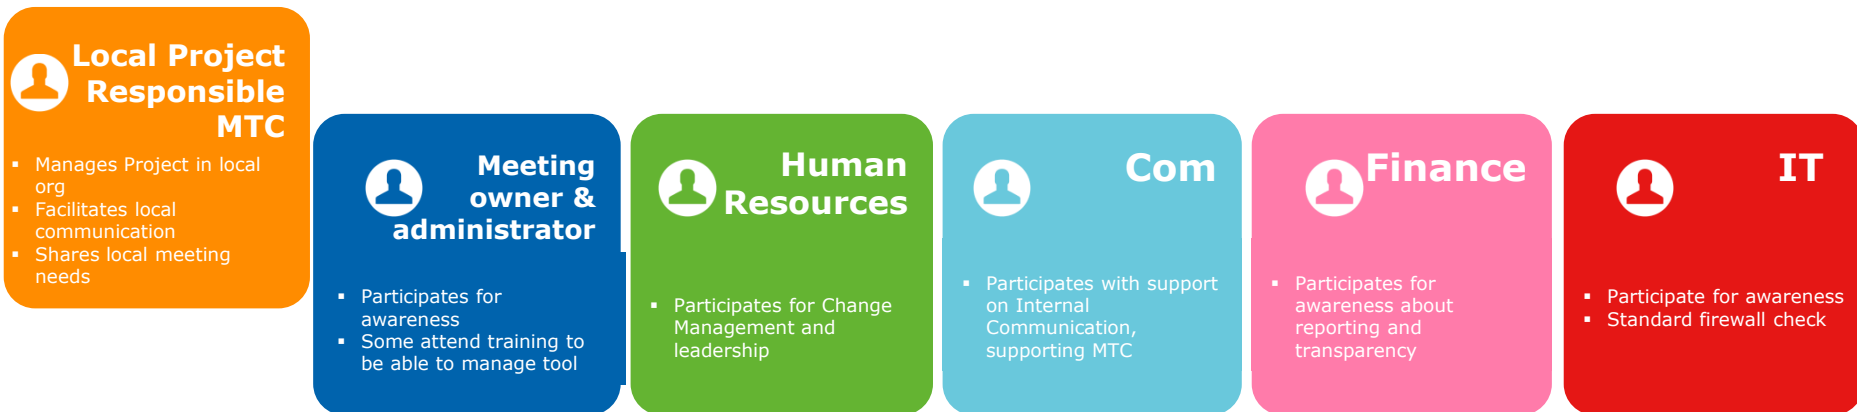 Local Project
Responsible
MTC
▪ Manages Project in local
org
▪ Facilitates local
communication
▪ Shares local meeting
needs
Meeting
owner &
administrator
▪ Participates for
awareness
▪ Some attend training to
be able to manage tool
Human
Resources
▪ Participates for Change
Management and
leadership
Com
▪ Participates with support
on Internal
Communication,
supporting MTC
Finance
▪ Participates for
awareness about
reporting and
transparency
IT
▪ Participate for awareness
▪ Standard firewall check